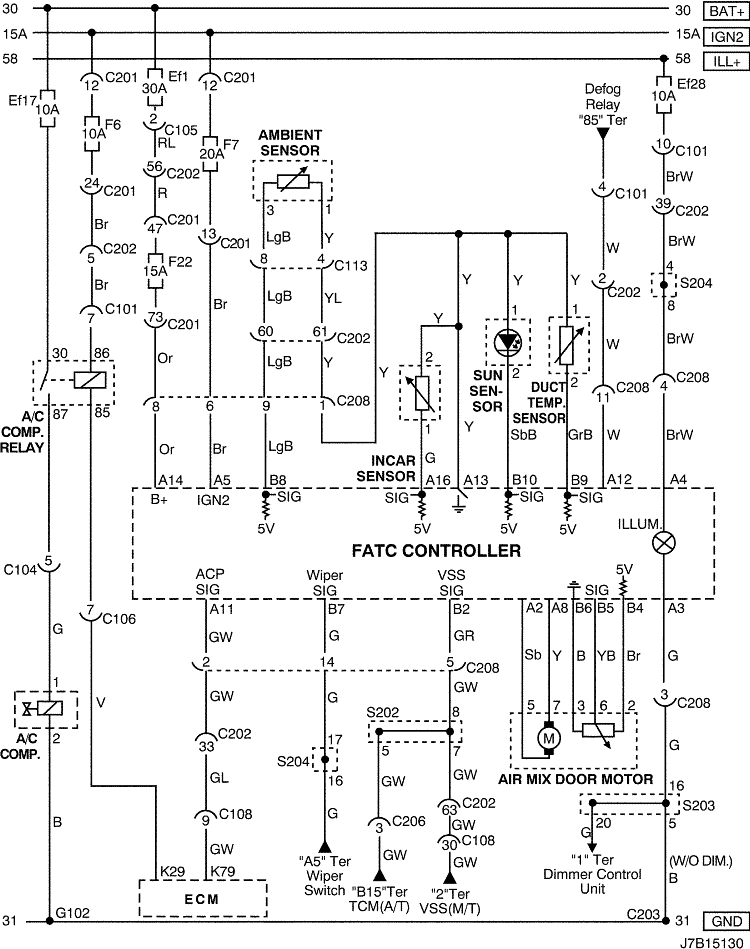 30 30 BAT+
15A 15A IGN2
58 58 ILL+
C201 Ef1 C201 Ef28
12 30A 12 Defog 10A
Ef17 Relay
10A "85" Ter
F6 2 C105 F7 AMBIENT
10A RL 20A SENSOR 10 C101
24 56 C202 4 C101 BrW
C201 R 3 1 39 C202
Br 47 C201 13 C201 LgB Y W BrW
C202 8 4 C113 4
5 F22 2 C202 S204
15A Y Y Y Y 8
Br Br LgB YL 1 1
C101 73 C201 60 61 C202 Y W BrW
7 Or LgB Y 2 2 2
30 86 Y SUN SEN-SOR DUCT TEMP. SENSOR C208 C208
87 85 8 6 9 1 C208 1 11 4
A/C COMP. RELAY
Or Br LgB G Y SbB GrB W BrW
INCAR SENSOR
A14 A5 B8 A16 A13 B10 B9 A12 A4
B+ IGN2 SIG SIG SIG SIG
5V 5V 5V 5V ILLUM.
FATC CONTROLLER
ACP SIG Wiper SIG VSS SIG SIG 5V
C104 5
A11 B7 B2 A2 A8 B6 B5 B4 A3
7 C106 GW G GR
G Sb Y B YB Br G
2 14 5 C208
1 GW G GW 5 7 3 6 2 3 C208
V S202 8
A/C COMP. 33 C202 17 M G
2 S204 5 7
16 AIR MIX DOOR MOTOR
GL GW GW 16
9 C108 G 63 C202 S203
B 3 C206 GW 20 5
30 C108 G
GW GW GW (W/O DIM.)
K29 K79 "A5" Ter Wiper Switch "1" Ter Dimmer Control Unit B
ECM "B15"Ter TCM(A/T) "2"Ter VSS(M/T)
31 G102 C203 31 GND
J7B15130